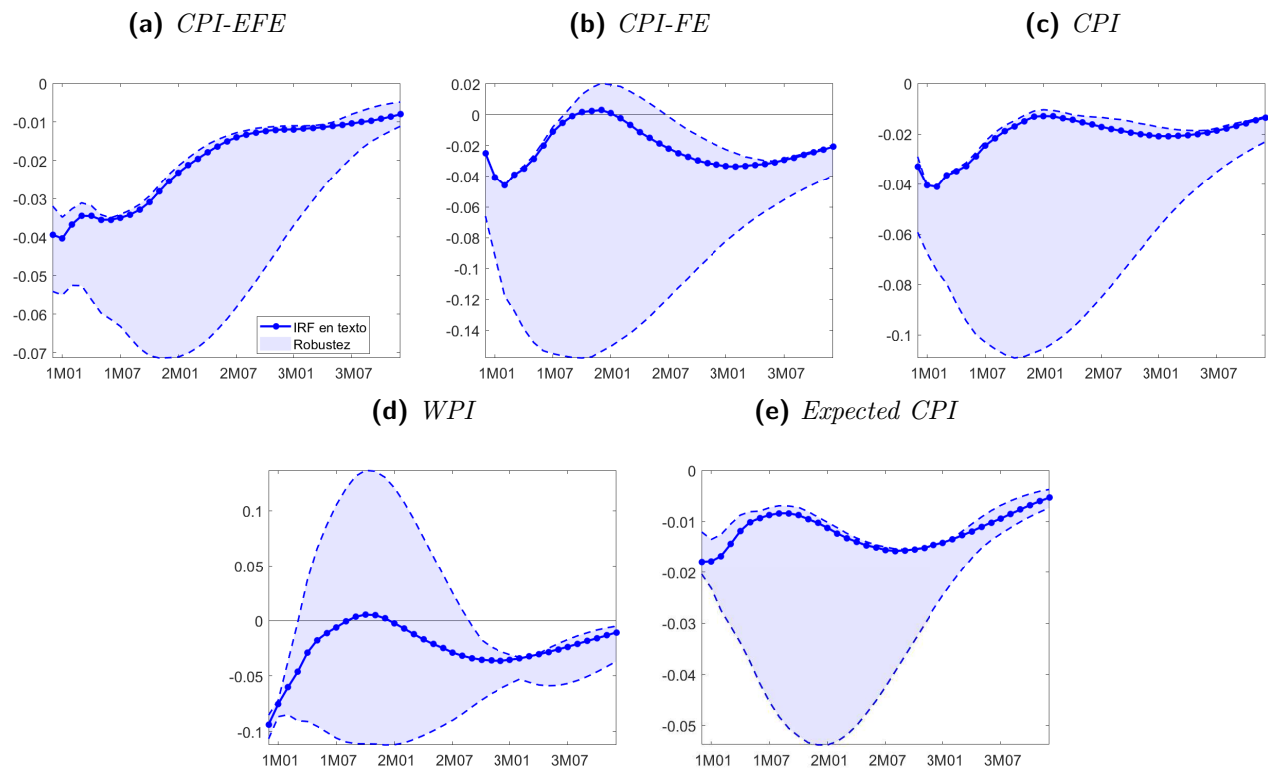 (a) CPI-EFE
(b) CPI-FE
(c) CPI
0
-0.01
-0.02
-0.03
-0.04
-0.05
-0.06
-0.07
1M01 1M07 2M01 2M07 3M01 3M07
IRF en texto
Robustez
0.02
0
-0.02
-0.04
-0.06
-0.08
-0.1
-0.12
-0.14
1M01 1M07 2M01 2M07 3M01 3M07
0
-0.02
-0.04
-0.06
-0.08
-0.1
1M01 1M07 2M01 2M07 3M01 3M07
(d) WPI
(e) Expected CPI
0.1
0.05
0
-0.05
-0.1
1M01 1M07 2M01 2M07 3M01 3M07
0
-0.01
-0.02
-0.03
-0.04
-0.05
1M01 1M07 2M01 2M07 3M01 3M07